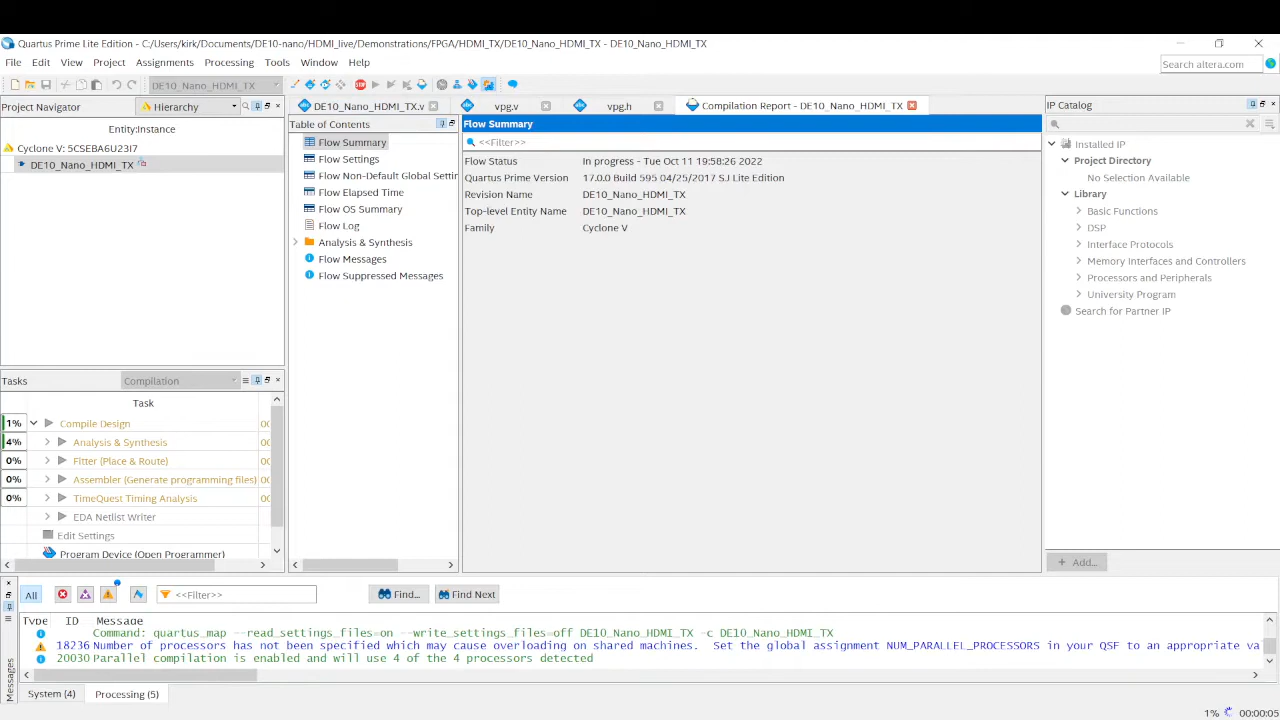 Quartus Prime Lite Edition - C:/Users/kirk/Documents/DE10-nano/HDMI_live/Demonstrations/FPGA/HDMI_TX/DE10_Nano_HDMI_TX - DE10_Nano_HDMI_TX
File Edit View Project Assignments Processing Tools Window Help
Search altera.com
DE10_Nano_HDMI_TX
Project Navigator Hierarchy
Entity:Instance
Cyclone V: 5CSEBA6U23I7
DE10_Nano_HDMI_TX
DE10_Nano_HDMI_TX.v vpg.v vpg.h Compilation Report - DE10_Nano_HDMI_TX
Table of Contents
Flow Summary
Flow Settings
Flow Non-Default Global Settir
Flow Elapsed Time
Flow OS Summary
Flow Log
Analysis & Synthesis
Flow Messages
Flow Suppressed Messages
Flow Summary
<<Filter>>
Flow Status In progress - Tue Oct 11 19:58:26 2022
Quartus Prime Version 17.0.0 Build 595 04/25/2017 SJ Lite Edition
Revision Name DE10_Nano_HDMI_TX
Top-level Entity Name DE10_Nano_HDMI_TX
Family Cyclone V
IP Catalog
Installed IP
Project Directory
No Selection Available
Library
Basic Functions
DSP
Interface Protocols
Memory Interfaces and Controllers
Processors and Peripherals
University Program
Search for Partner IP
+ Add...
Tasks Compilation
Task
1% Compile Design 00
4% Analysis & Synthesis 00
0% Fitter (Place & Route) 00
0% Assembler (Generate programming files) 00
0% TimeQuest Timing Analysis 00
EDA Netlist Writer
Edit Settings
Program Device (Open Programmer)
All <<Filter>> Find... Find Next
Type ID Message
Command: quartus_map --read_settings_files=on --write_settings_files=off DE10_Nano_HDMI_TX -c DE10_Nano_HDMI_TX
18236 Number of processors has not been specified which may cause overloading on shared machines. Set the global assignment NUM_PARALLEL_PROCESSORS in your QSF to an appropriate va
20030 Parallel compilation is enabled and will use 4 of the 4 processors detected
Messages
System (4) Processing (5)
1% 00:00:05